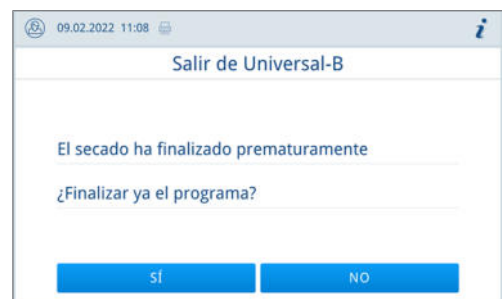 09.02.2022 11:08
i
Salir de Universal-B
El secado ha finalizado prematuramente
¿Finalizar ya el programa?
SÍ
NO